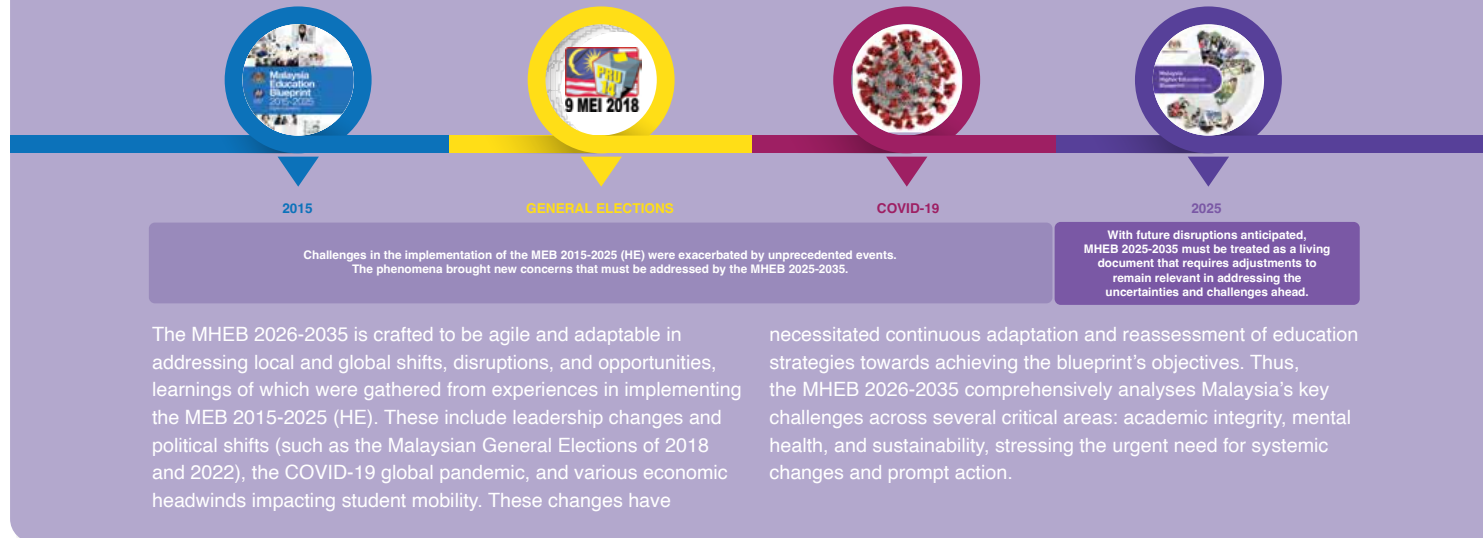 Malaysia
Education
Blueprint
2015-2025
PRU
14
9 MEI 2018
Malaysia
Higher Education
Blueprint
2015
GENERAL ELECTIONS
COVID-19
2025
Challenges in the implementation of the MEB 2015-2025 (HE) were exacerbated by unprecedented events.
The phenomena brought new concerns that must be addressed by the MHEB 2025-2035.
With future disruptions anticipated,
MHEB 2025-2035 must be treated as a living
document that requires adjustments to
remain relevant in addressing the
uncertainties and challenges ahead.
The MHEB 2026-2035 is crafted to be agile and adaptable in
addressing local and global shifts, disruptions, and opportunities,
learnings of which were gathered from experiences in implementing
the MEB 2015-2025 (HE). These include leadership changes and
political shifts (such as the Malaysian General Elections of 2018
and 2022), the COVID-19 global pandemic, and various economic
headwinds impacting student mobility. These changes have
necessitated continuous adaptation and reassessment of education
strategies towards achieving the blueprint’s objectives. Thus,
the MHEB 2026-2035 comprehensively analyses Malaysia’s key
challenges across several critical areas: academic integrity, mental
health, and sustainability, stressing the urgent need for systemic
changes and prompt action.